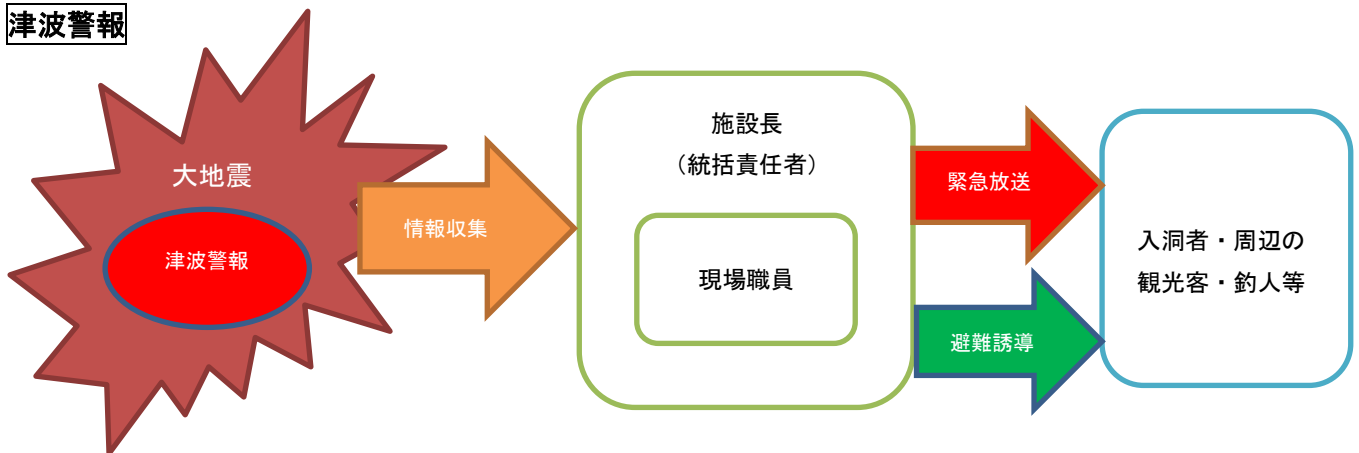 津波警報
大地震
津波警報
情報収集
施設長
（統括責任者）
現場職員
緊急放送
避難誘導
入洞者・周辺の
観光客・釣人等